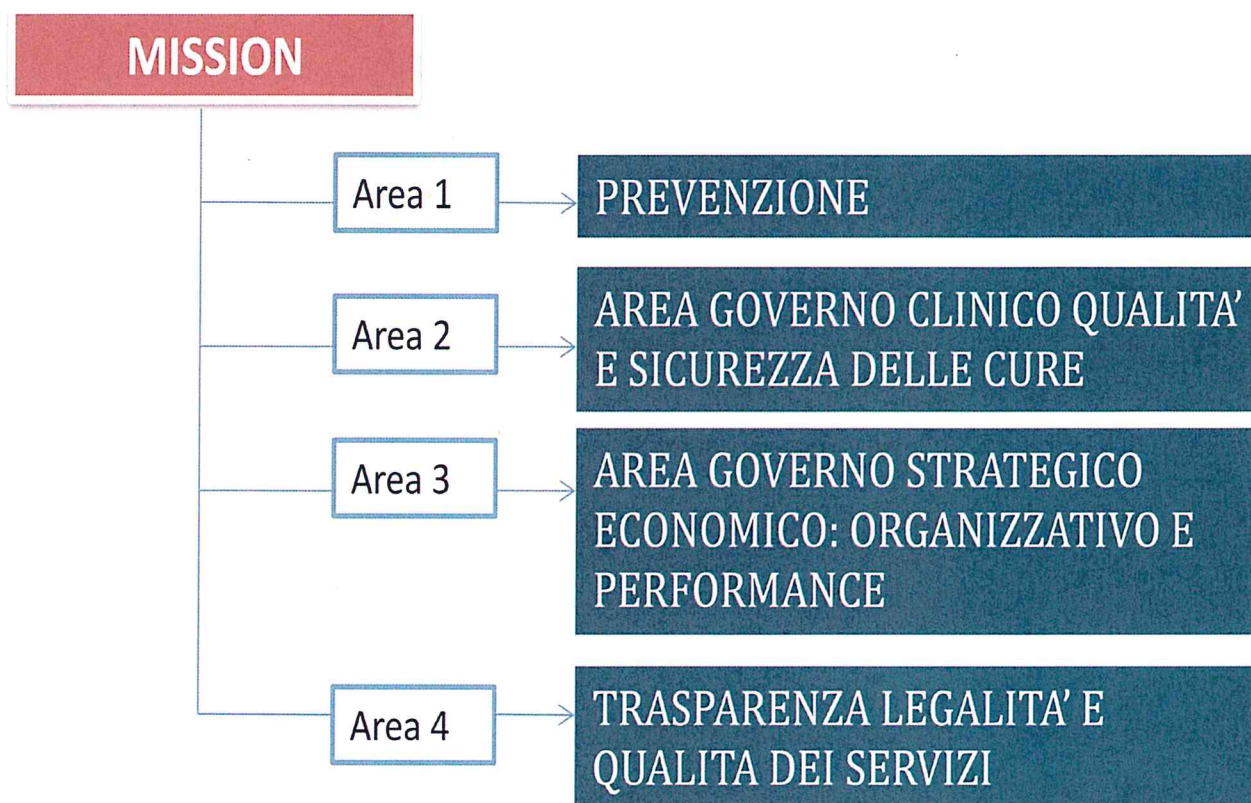 MISSION
Area 1
PREVENZIONE
Area 2
AREA GOVERNO CLINICO QUALITA'
E SICUREZZA DELLE CURE
Area 3
AREA GOVERNO STRATEGICO
ECONOMICO: ORGANIZZATIVO E
PERFORMANCE
Area 4
TRASPARENZA LEGALITA' E
QUALITA DEI SERVIZI